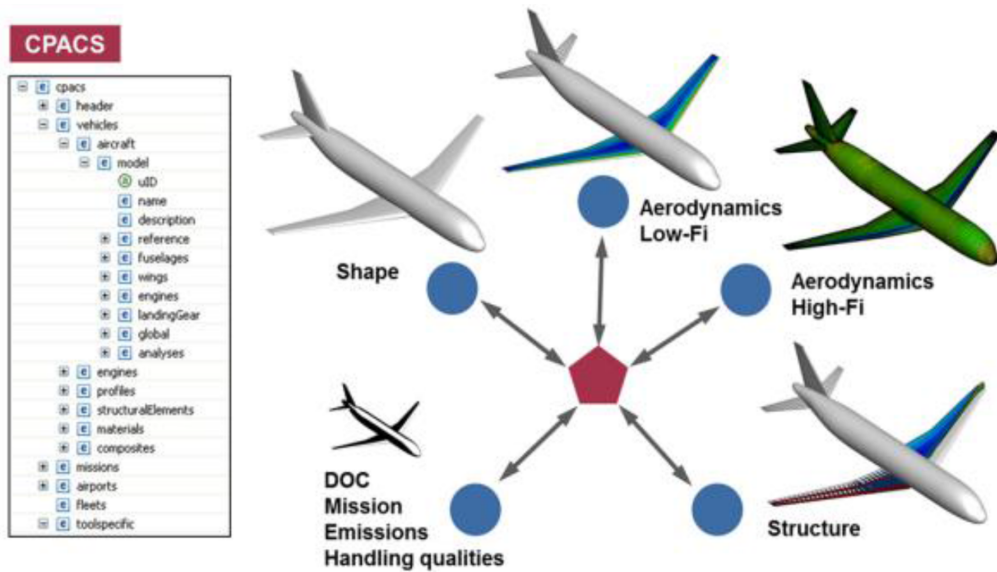 CPACS
cpacs
header
vehicles
aircraft
model
uID
name
description
reference
fuselages
wings
engines
landingGear
global
analyses
engines
profiles
structuralElements
materials
composites
missions
airports
fleets
toolspecific
Shape
Aerodynamics
Low-Fi
Aerodynamics
High-Fi
DOC
Mission
Emissions
Handling qualities
Structure